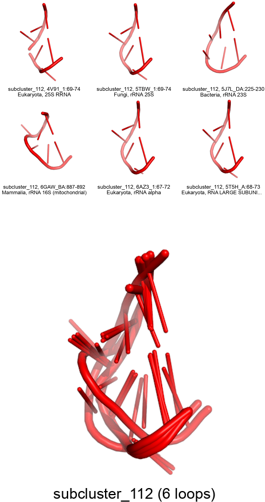 subcluster_112, 4V91_1:69-74
Eukaryota, 25S RRNA
subcluster_112, 5TBW_1:69-74
Fungi, rRNA 25S
subcluster_112, 5J7L_DA:225-230
Bacteria, rRNA 23S
subcluster_112, 6GAW_BA:887-892
Mammalia, rRNA 16S (mitochondrial)
subcluster_112, 6AZ3_1:67-72
Eukaryota, rRNA alpha
subcluster_112, 5T5H_A:68-73
Eukaryota, RNA LARGE SUBUNI...
subcluster_112 (6 loops)